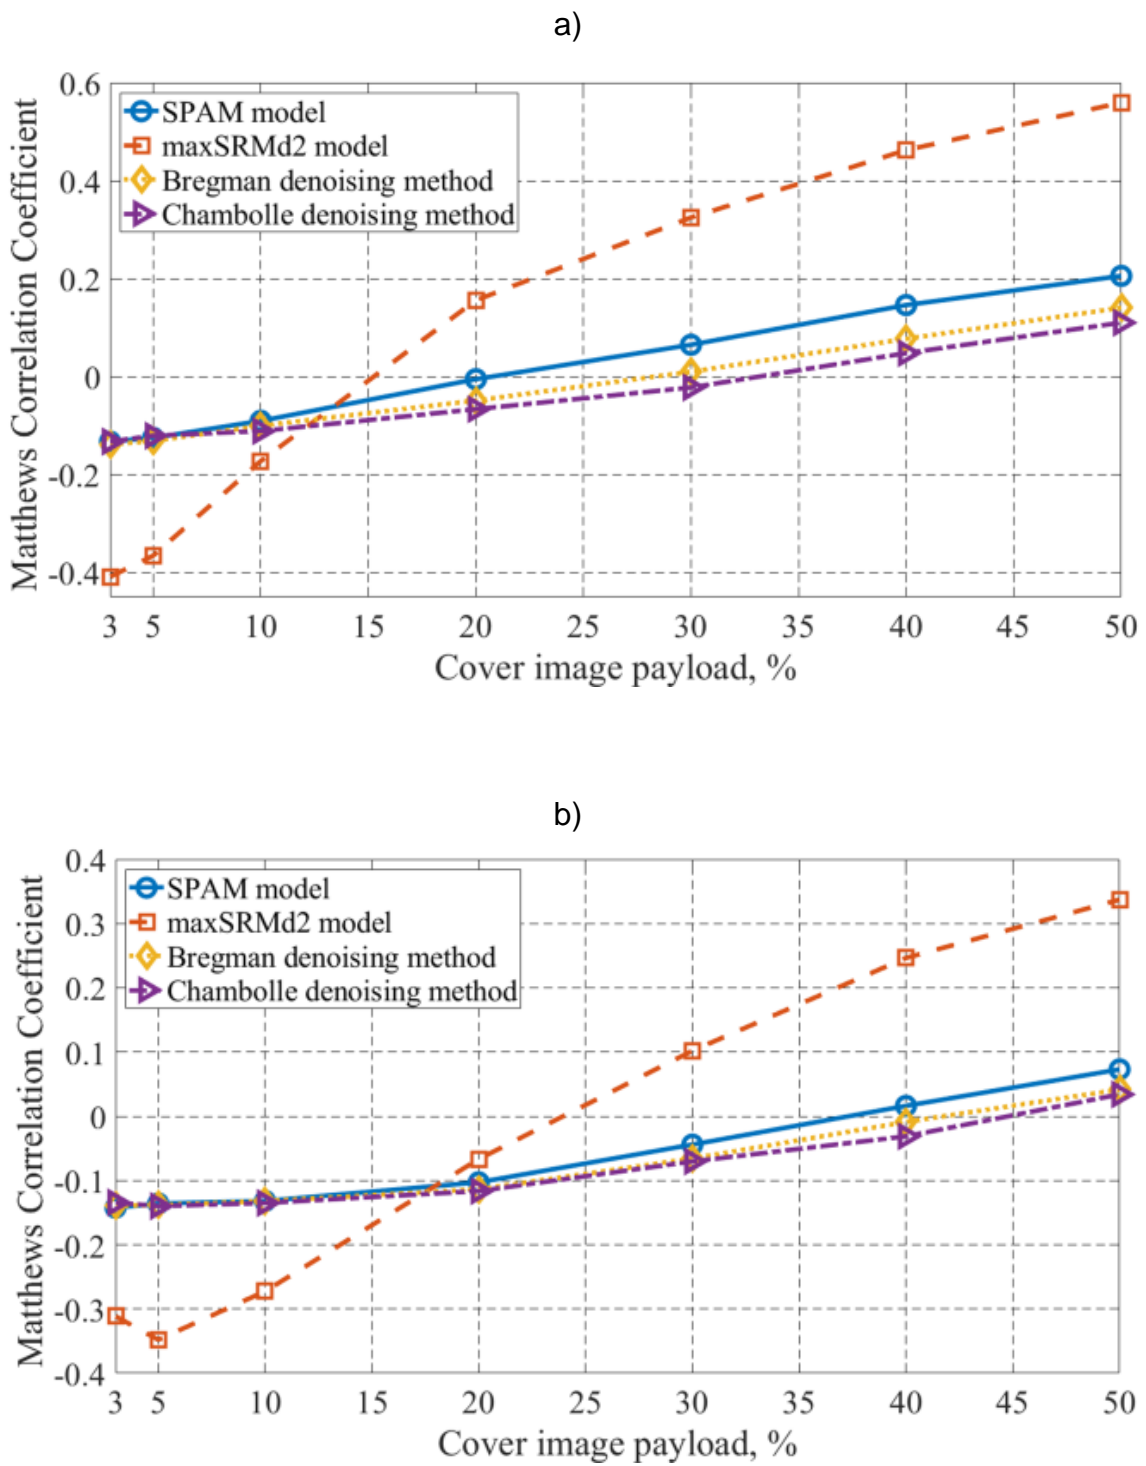 a)
0.6
0.4
0.2
0
-0.2
-0.4
Matthews Correlation Coefficient
SPAM model
maxSRMd2 model
Bregman denoising method
Chambolle denoising method
3 5 10 15 20 25 30 35 40 45 50
Cover image payload, %
b)
0.4
0.3
0.2
0.1
0
-0.1
-0.2
-0.3
-0.4
Matthews Correlation Coefficient
SPAM model
maxSRMd2 model
Bregman denoising method
Chambolle denoising method
3 5 10 15 20 25 30 35 40 45 50
Cover image payload, %